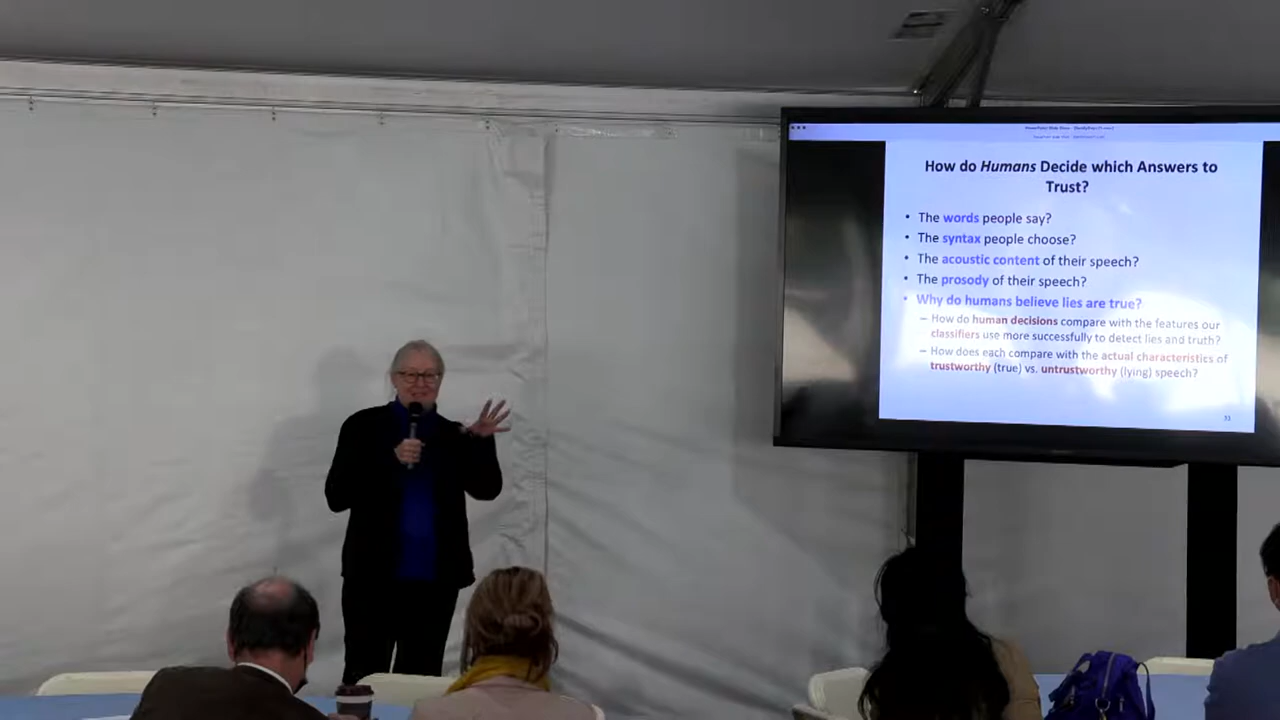 How do Humans Decide which Answers to
Trust?
• The words people say?
• The syntax people choose?
• The acoustic content of their speech?
• The prosody of their speech?
• Why do humans believe lies are true?
– How do human decisions compare with the features our
classifiers use more successfully to detect lies and truth?
– How does each compare with the actual characteristics of
trustworthy (true) vs. untrustworthy (lying) speech?